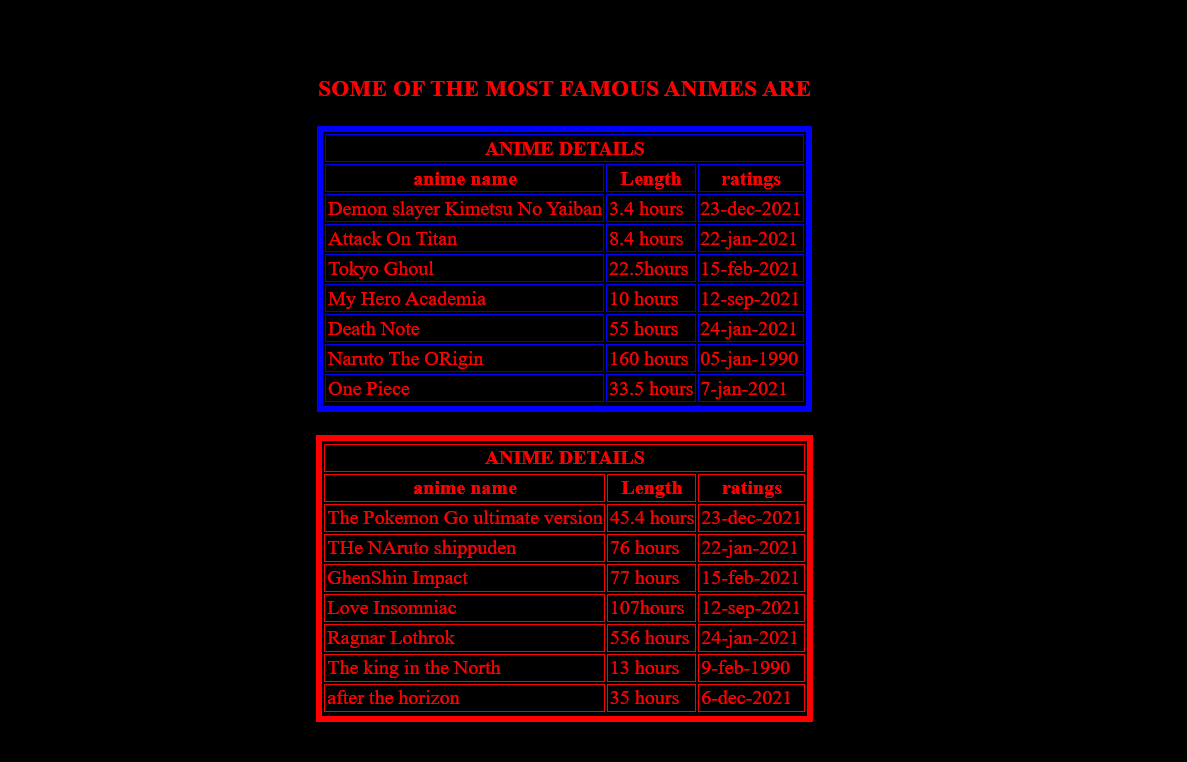 SOME OF THE MOST FAMOUS ANIMES ARE
ANIME DETAILS
anime name Length ratings
Demon slayer Kimetsu No Yaiban 3.4 hours 23-dec-2021
Attack On Titan 8.4 hours 22-jan-2021
Tokyo Ghoul 22.5hours 15-feb-2021
My Hero Academia 10 hours 12-sep-2021
Death Note 55 hours 24-jan-2021
Naruto The ORigin 160 hours 05-jan-1990
One Piece 33.5 hours 7-jan-2021
ANIME DETAILS
anime name Length ratings
The Pokemon Go ultimate version 45.4 hours 23-dec-2021
THe NAruto shippuden 76 hours 22-jan-2021
GhenShin Impact 77 hours 15-feb-2021
Love Insomniac 107hours 12-sep-2021
Ragnar Lothrok 556 hours 24-jan-2021
The king in the North 13 hours 9-feb-1990
after the horizon 35 hours 6-dec-2021